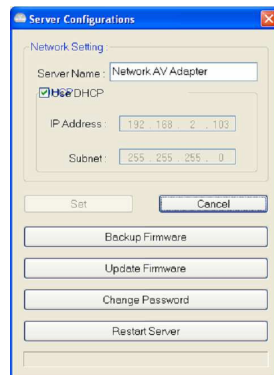 Server Configurations
Network Setting
Server Name : Network AV Adapter
Use DHCP
IP Address : 192 . 168 . 2 . 103
Subnet : 255 . 255 . 255 . 0
Set Cancel
Backup Firmware
Update Firmware
Change Password
Restart Server